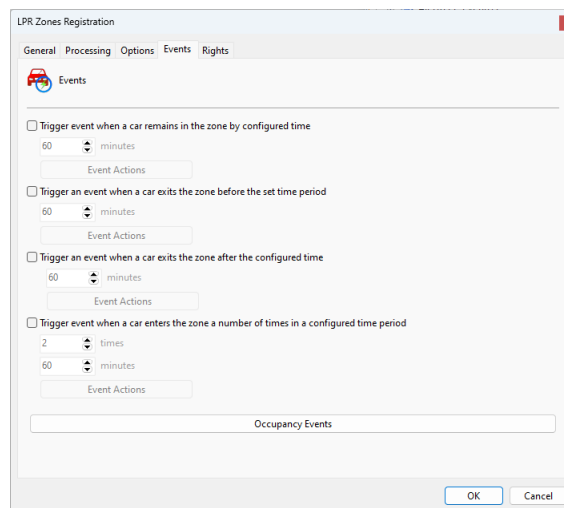 LPR Zones Registration
General Processing Options Events Rights
Events
Trigger event when a car remains in the zone by configured time
60 minutes
Event Actions
Trigger an event when a car exits the zone before the set time period
60 minutes
Event Actions
Trigger an event when a car exits the zone after the configured time
60 minutes
Event Actions
Trigger event when a car enters the zone a number of times in a configured time period
2 times
60 minutes
Event Actions
Occupancy Events
OK Cancel